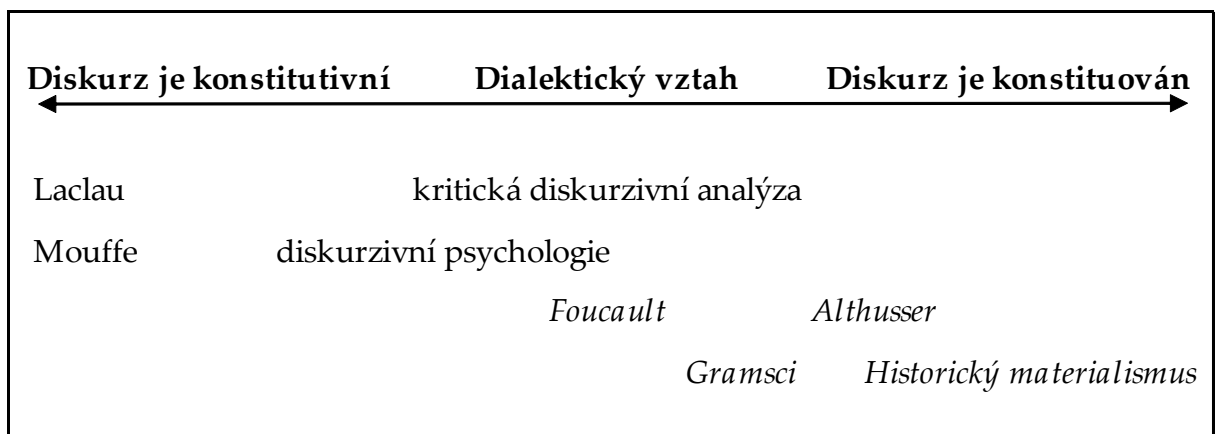 Diskurz je konstitutivní Dialektický vztah Diskurz je konstituován
Laclau kritická diskurzivní analýza
Mouffe diskurzivní psychologie
Foucault Althusser
Gramsci Historický materialismus